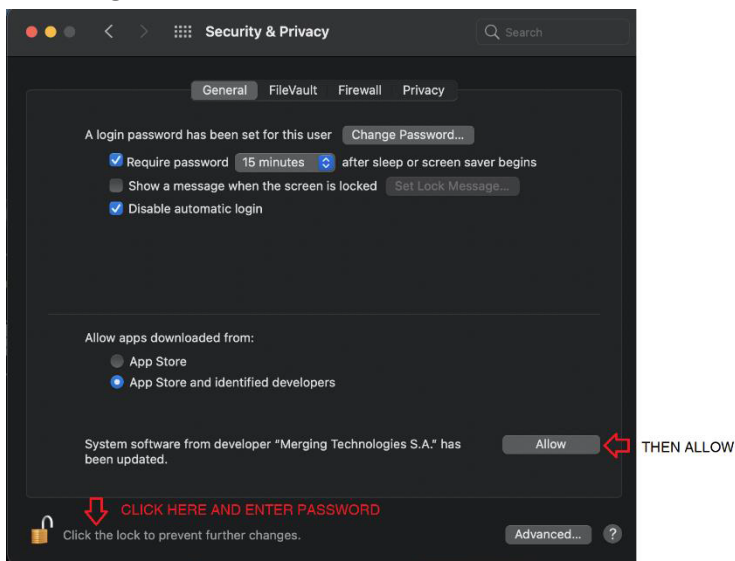 Security & Privacy
Search
General FileVault Firewall Privacy
A login password has been set for this user Change Password...
Require password 15 minutes after sleep or screen saver begins
Show a message when the screen is locked Set Lock Message...
Disable automatic login
Allow apps downloaded from:
App Store
App Store and identified developers
System software from developer “Merging Technologies S.A.” has Allow THEN ALLOW
been updated.
CLICK HERE AND ENTER PASSWORD
Click the lock to prevent further changes. Advanced... ?